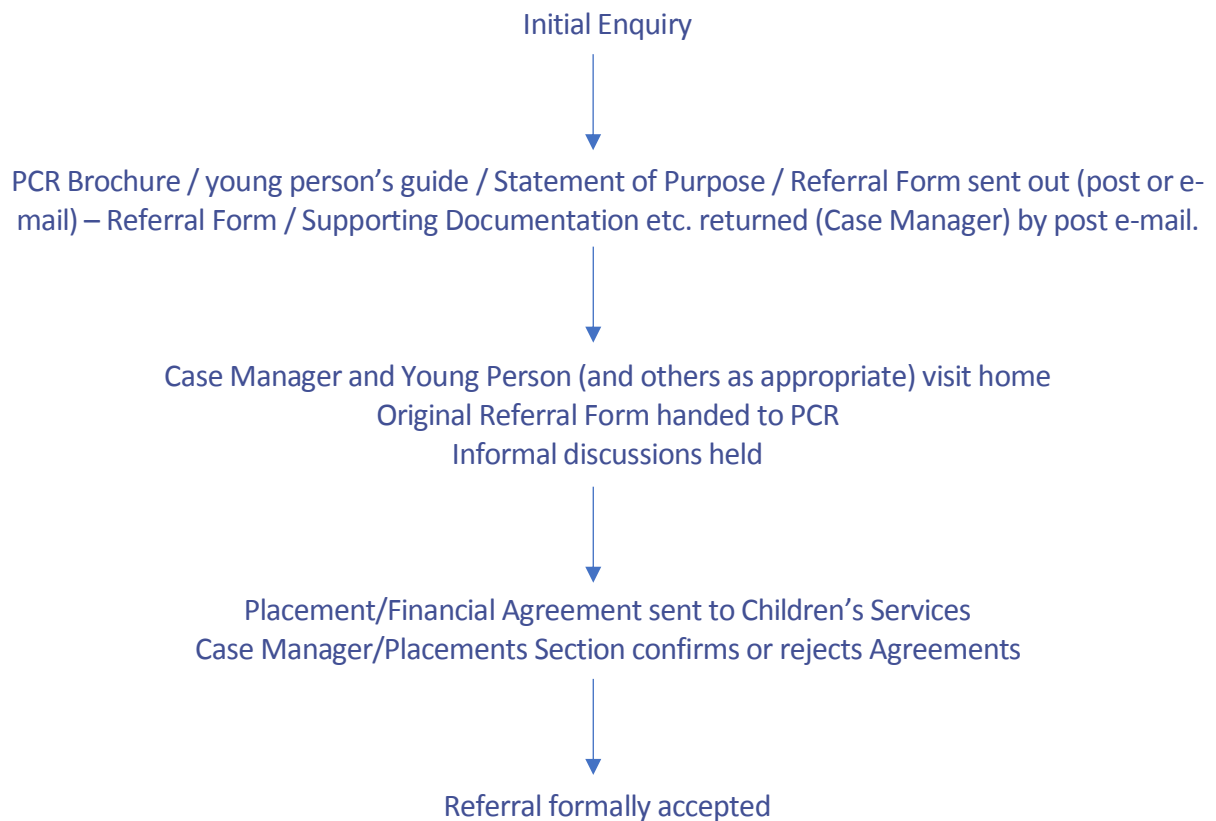 Initial Enquiry
PCR Brochure / young person’s guide / Statement of Purpose / Referral Form sent out (post or e-
mail) – Referral Form / Supporting Documentation etc. returned (Case Manager) by post e-mail.
Case Manager and Young Person (and others as appropriate) visit home
Original Referral Form handed to PCR
Informal discussions held
Placement/Financial Agreement sent to Children’s Services
Case Manager/Placements Section confirms or rejects Agreements
Referral formally accepted